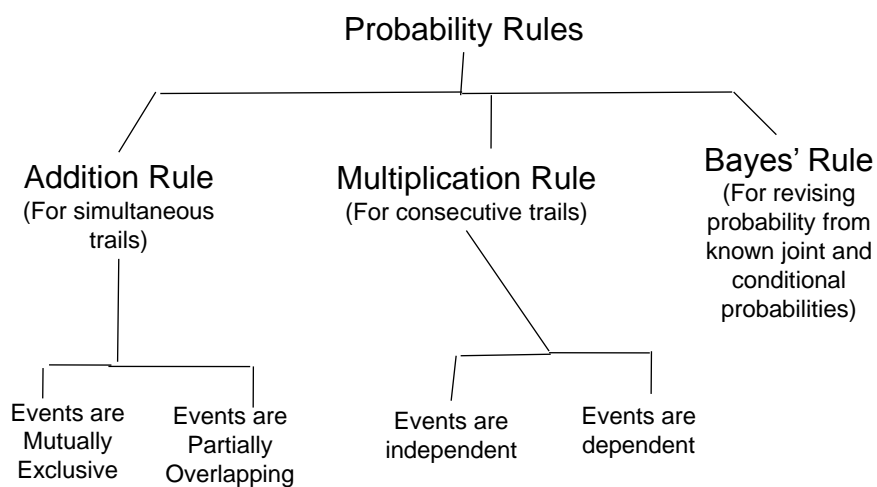 Probability Rules
Addition Rule
(For simultaneous
trails)
Multiplication Rule
(For consecutive trails)
Bayes’ Rule
(For revising
probability from
known joint and
conditional
probabilities)
Events are
Mutually
Exclusive
Events are
Partially
Overlapping
Events are
independent
Events are
dependent